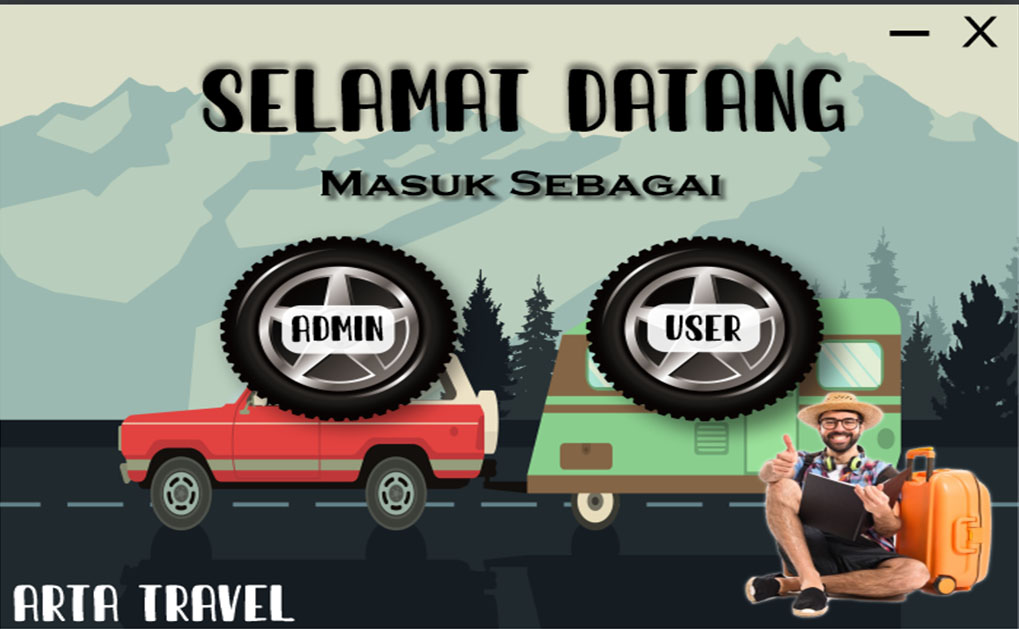 SELAMAT DATANG
MASUK SEBAGAI
ADMIN
USER
ARTA TRAVEL